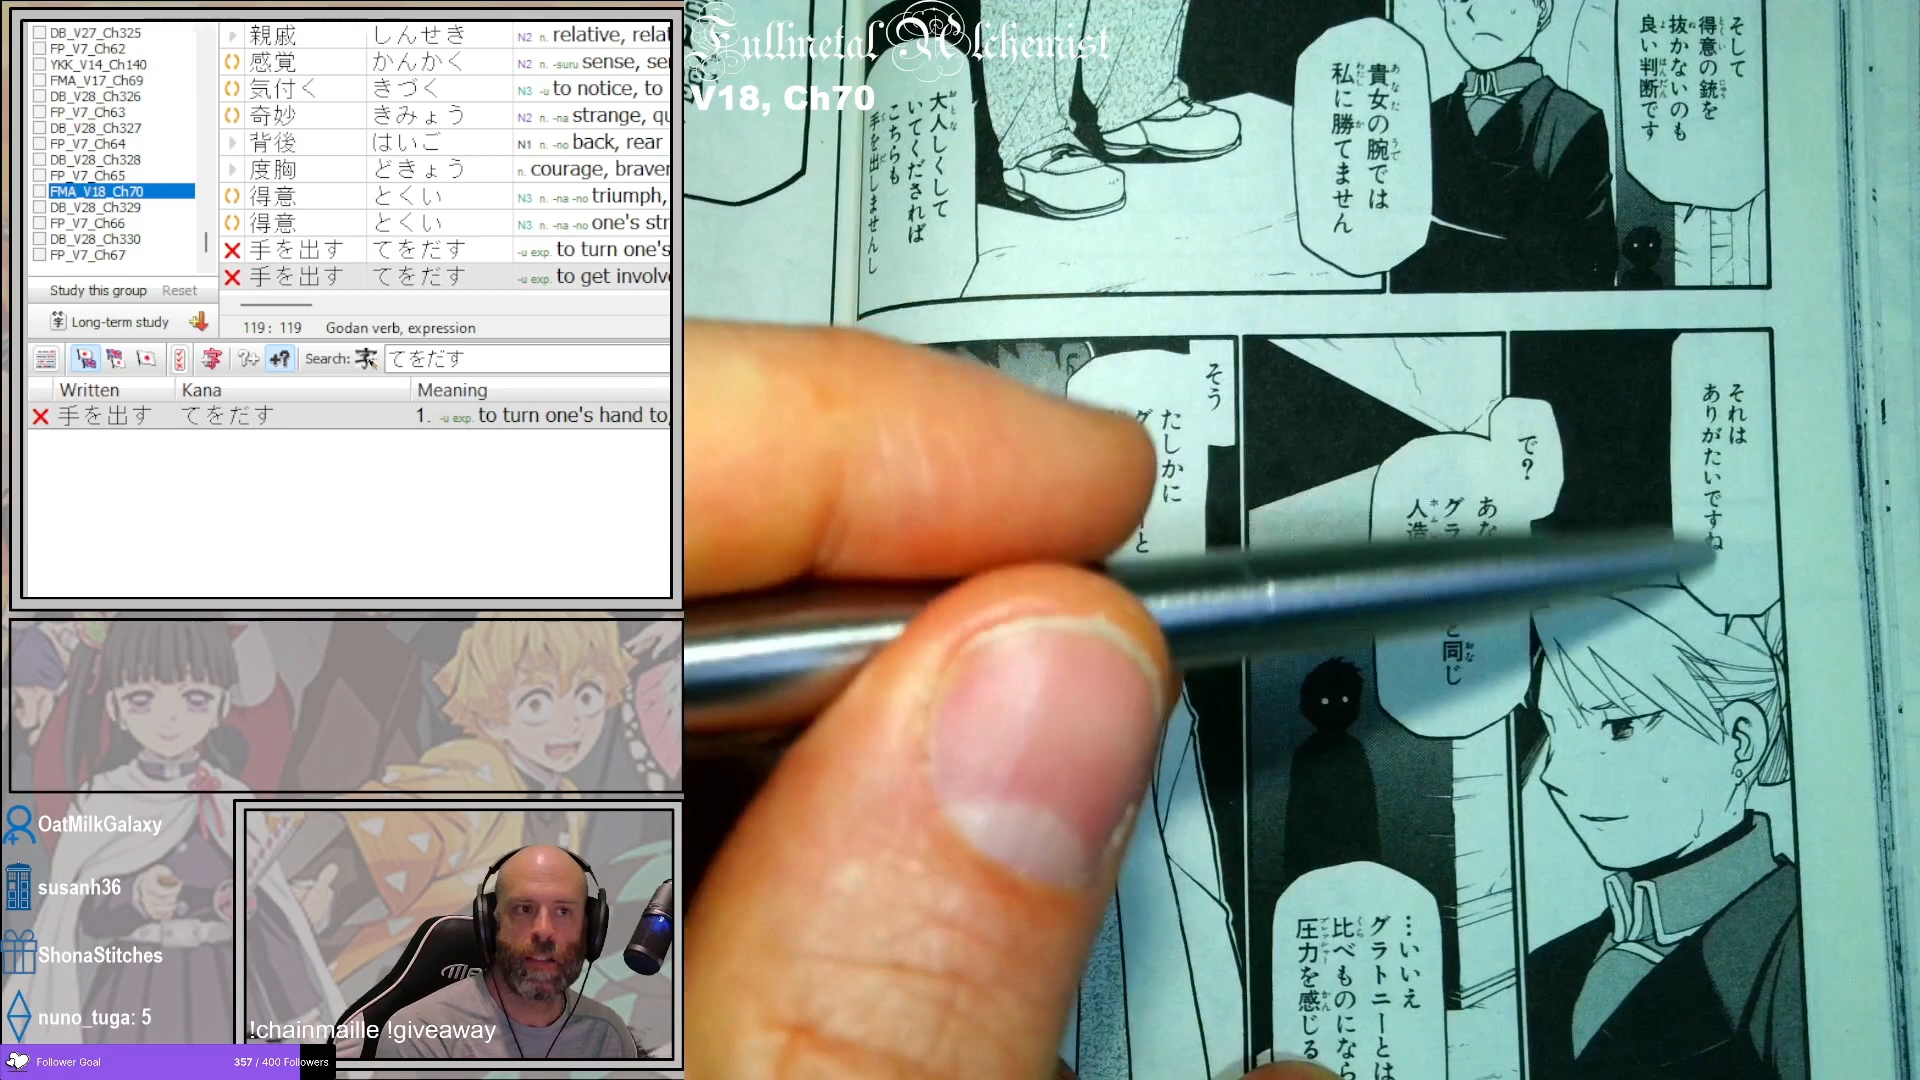 DB_V27_Ch325
FP_V7_Ch62
YKK_V14_Ch140
FMA_V17_Ch69
DB_V28_Ch326
FP_V7_Ch63
DB_V28_Ch327
FP_V7_Ch64
DB_V28_Ch328
FP_V7_Ch65
FMA_V18_Ch70
DB_V28_Ch329
FP_V7_Ch66
DB_V28_Ch330
FP_V7_Ch67
Study this group Reset
Long-term study
親戚 しんせき N2 n. relative,
感覚 かんかく N2 n. -suru sense,
気付く きづく N3 -u to notice, to
奇妙 きみょう N2 n. -na strange,
背後 はいご N1 n. -no back, rear
度胸 どきょう n. courage,
得意 とくい N3 n. -na -no triumph,
得意 とくい N3 n. -na -no one's
手を出す てをだす -u exp. to turn one's
手を出す てをだす -u exp. to get
119: 119 Godan verb, expression
Search: てをだす
Written Kana Meaning
手を出す てをだす 1. -u exp. to turn one's hand to,
OatMilkGalaxy
susanh36
ShonaStitches
nuno_tuga: 5
!chainmaille !giveaway
Follower Goal 357 / 400 Followers
Fullmetal Alchemist
V18, Ch70
そして
得意の銃を
抜かないのも
良い判断です
貴女の腕では
私に勝てません
大人しくして
いてくだされば
こちらも
手を出しませんし
それは
ありがたいですね
で?
グラ
人造
同じ
…いいえ
グラトニーとは
比べものになら
圧力を感じる
そう
たしかに